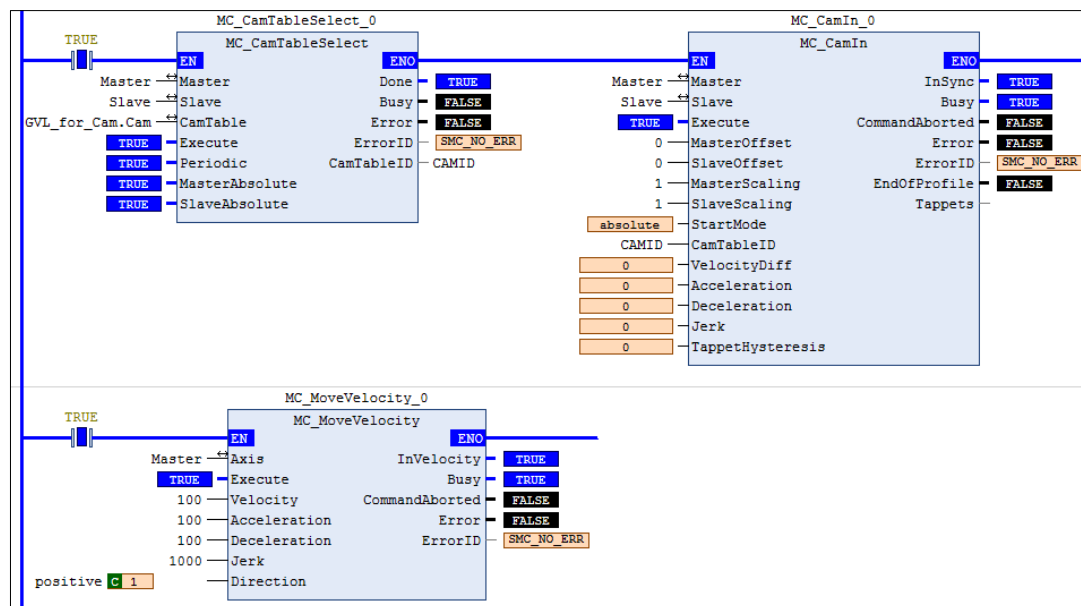 MC_CamTableSelect_0 MC_CamIn_0
TRUE MC_CamTableSelect MC_CamIn
EN ENO EN ENO
Master Master Done TRUE Master Master InSync TRUE
Slave Slave Busy FALSE Slave Slave Busy TRUE
GVL_for_Cam.Cam CamTable Error FALSE TRUE Execute CommandAborted FALSE
TRUE Execute ErrorID SMC_NO_ERR 0 MasterOffset Error FALSE
TRUE Periodic CamTableID CAMID 0 SlaveOffset ErrorID SMC_NO_ERR
TRUE MasterAbsolute 1 MasterScaling EndOfProfile FALSE
TRUE SlaveAbsolute 1 SlaveScaling Tappets
absolute StartMode
CAMID CamTableID
0 VelocityDiff
0 Acceleration
0 Deceleration
0 Jerk
0 TappetHysteresis
MC_MoveVelocity_0
TRUE MC_MoveVelocity
EN ENO
Master Axis InVelocity TRUE
TRUE Execute Busy TRUE
100 Velocity CommandAborted FALSE
100 Acceleration Error FALSE
100 Deceleration ErrorID SMC_NO_ERR
1000 Jerk
positive C 1 Direction